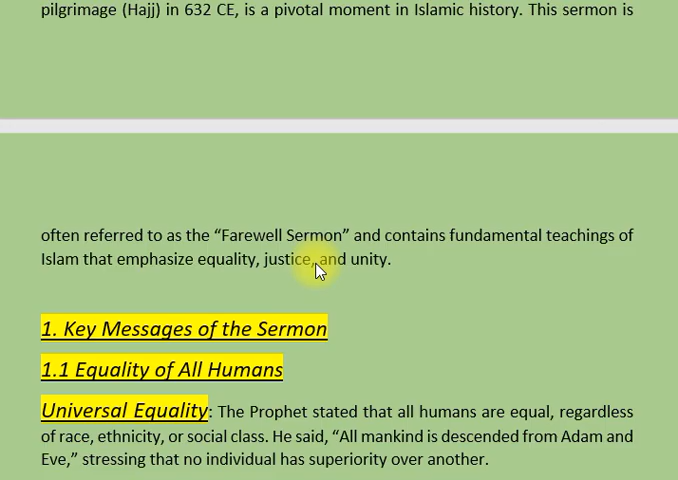 pilgrimage (Hajj) in 632 CE, is a pivotal moment in Islamic history. This sermon is
often referred to as the “Farewell Sermon” and contains fundamental teachings of
Islam that emphasize equality, justice, and unity.
1. Key Messages of the Sermon
1.1 Equality of All Humans
Universal Equality: The Prophet stated that all humans are equal, regardless
of race, ethnicity, or social class. He said, “All mankind is descended from Adam and
Eve,” stressing that no individual has superiority over another.